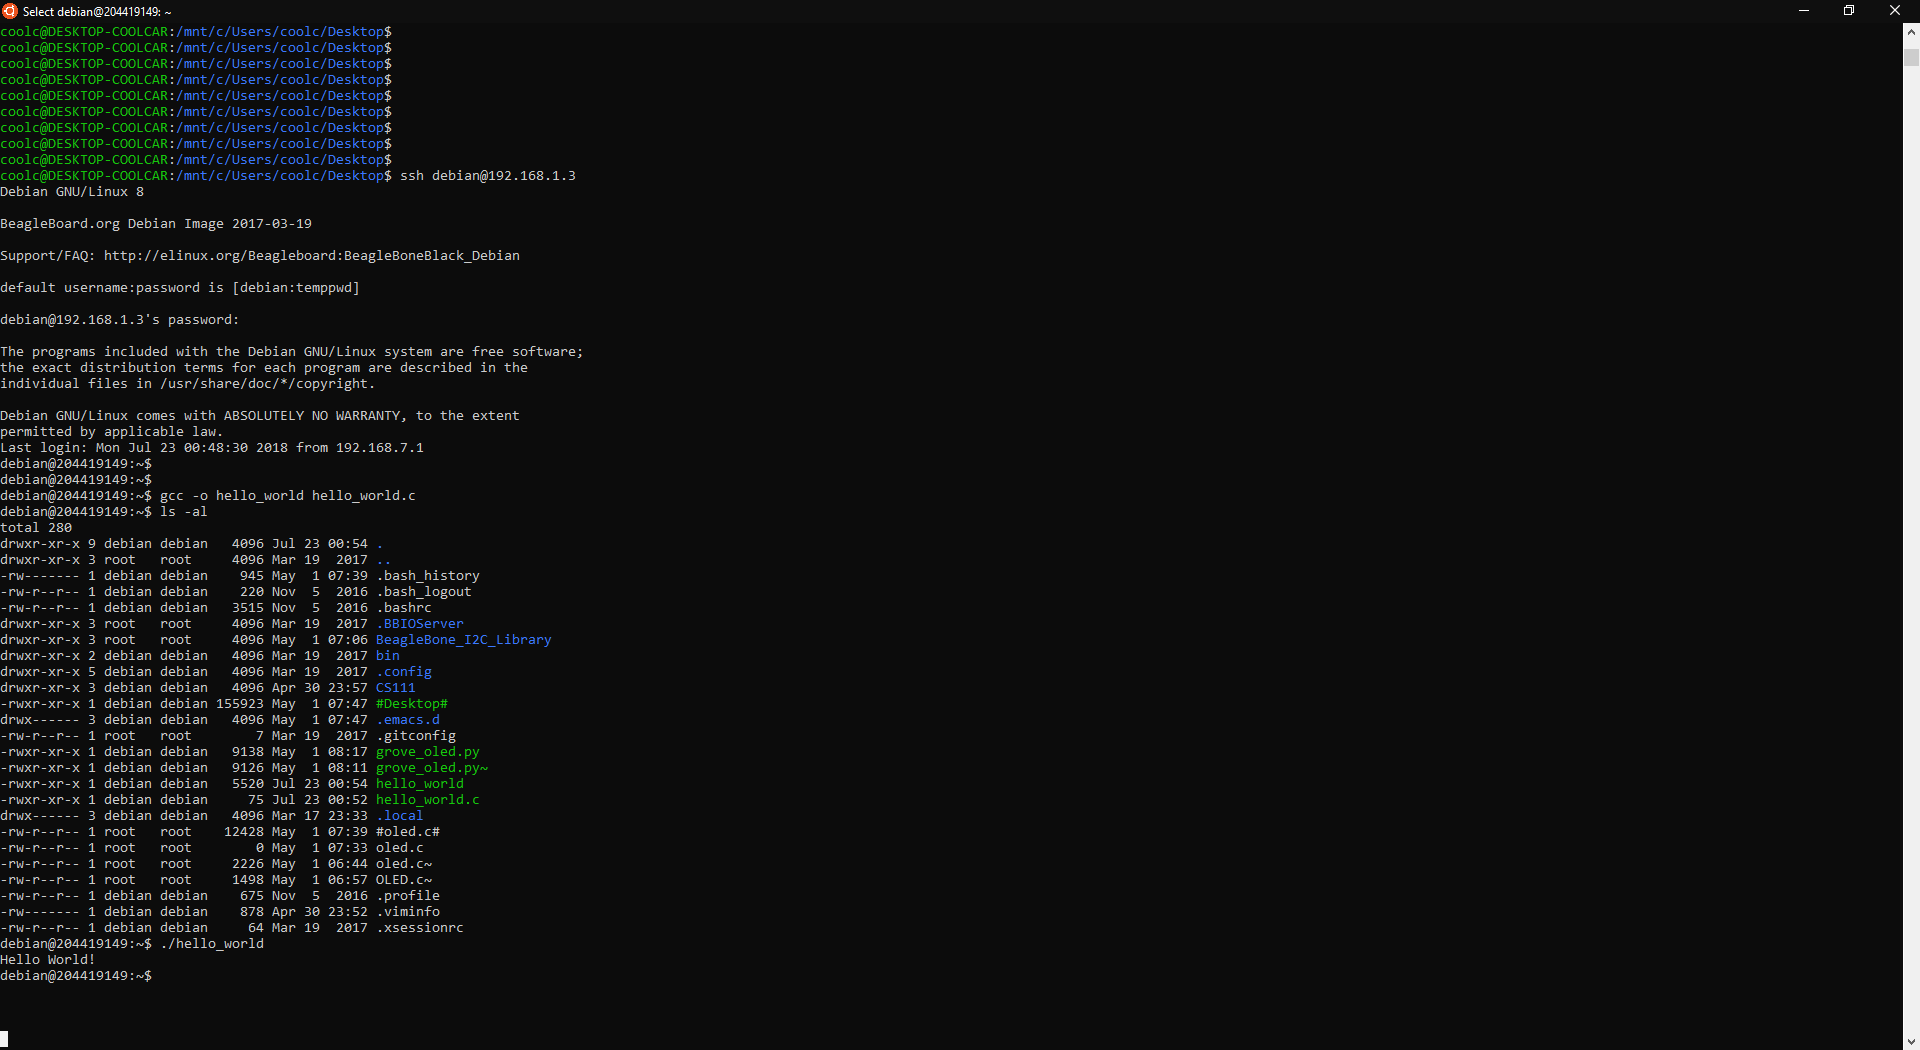 Select debian@204419149: ~
coolc@DESKTOP-COOLCAR:/mnt/c/Users/coolc/Desktop$
coolc@DESKTOP-COOLCAR:/mnt/c/Users/coolc/Desktop$
coolc@DESKTOP-COOLCAR:/mnt/c/Users/coolc/Desktop$
coolc@DESKTOP-COOLCAR:/mnt/c/Users/coolc/Desktop$
coolc@DESKTOP-COOLCAR:/mnt/c/Users/coolc/Desktop$
coolc@DESKTOP-COOLCAR:/mnt/c/Users/coolc/Desktop$
coolc@DESKTOP-COOLCAR:/mnt/c/Users/coolc/Desktop$
coolc@DESKTOP-COOLCAR:/mnt/c/Users/coolc/Desktop$
coolc@DESKTOP-COOLCAR:/mnt/c/Users/coolc/Desktop$
coolc@DESKTOP-COOLCAR:/mnt/c/Users/coolc/Desktop$ ssh debian@192.168.1.3
Debian GNU/Linux 8
BeagleBoard.org Debian Image 2017-03-19
Support/FAQ: http://elinux.org/Beagleboard:BeagleBoneBlack_Debian
default username:password is [debian:temppwd]
debian@192.168.1.3's password:
The programs included with the Debian GNU/Linux system are free software;
the exact distribution terms for each program are described in the
individual files in /usr/share/doc/*/copyright.
Debian GNU/Linux comes with ABSOLUTELY NO WARRANTY, to the extent
permitted by applicable law.
Last login: Mon Jul 23 00:48:30 2018 from 192.168.7.1
debian@204419149:~$
debian@204419149:~$
debian@204419149:~$ gcc -o hello_world hello_world.c
debian@204419149:~$ ls -al
total 280
drwxr-xr-x 9 debian debian   4096 Jul 23 00:54 .
drwxr-xr-x 3 root   root     4096 Mar 19  2017 ..
-rw------- 1 debian debian    945 May  1 07:39 .bash_history
-rw-r--r-- 1 debian debian    220 Nov  5  2016 .bash_logout
-rw-r--r-- 1 debian debian   3515 Nov  5  2016 .bashrc
drwxr-xr-x 3 root   root     4096 Mar 19  2017 .BBIOServer
drwxr-xr-x 3 root   root     4096 May  1 07:06 BeagleBone_I2C_Library
drwxr-xr-x 2 debian debian   4096 Mar 19  2017 bin
drwxr-xr-x 5 debian debian   4096 Mar 19  2017 .config
drwxr-xr-x 3 debian debian   4096 Apr 30 23:57 CS111
-rwxr-xr-x 1 debian debian 155923 May  1 07:47 #Desktop#
drwx------ 3 debian debian   4096 May  1 07:47 .emacs.d
-rw-r--r-- 1 root   root        7 Mar 19  2017 .gitconfig
-rwxr-xr-x 1 debian debian   9138 May  1 08:17 grove_oled.py
-rwxr-xr-x 1 debian debian   9126 May  1 08:11 grove_oled.py~
-rwxr-xr-x 1 debian debian   5520 Jul 23 00:54 hello_world
-rwxr-xr-x 1 debian debian     75 Jul 23 00:52 hello_world.c
drwx------ 3 debian debian   4096 Mar 17 23:33 .local
-rw-r--r-- 1 root   root    12428 May  1 07:39 #oled.c#
-rw-r--r-- 1 root   root        0 May  1 07:33 oled.c
-rw-r--r-- 1 root   root     2226 May  1 06:44 oled.c~
-rw-r--r-- 1 root   root     1498 May  1 06:57 OLED.c~
-rw-r--r-- 1 debian debian    675 Nov  5  2016 .profile
-rw------- 1 debian debian    878 Apr 30 23:52 .viminfo
-rw-r--r-- 1 debian debian     64 Mar 19  2017 .xsessionrc
debian@204419149:~$ ./hello_world
Hello World!
debian@204419149:~$